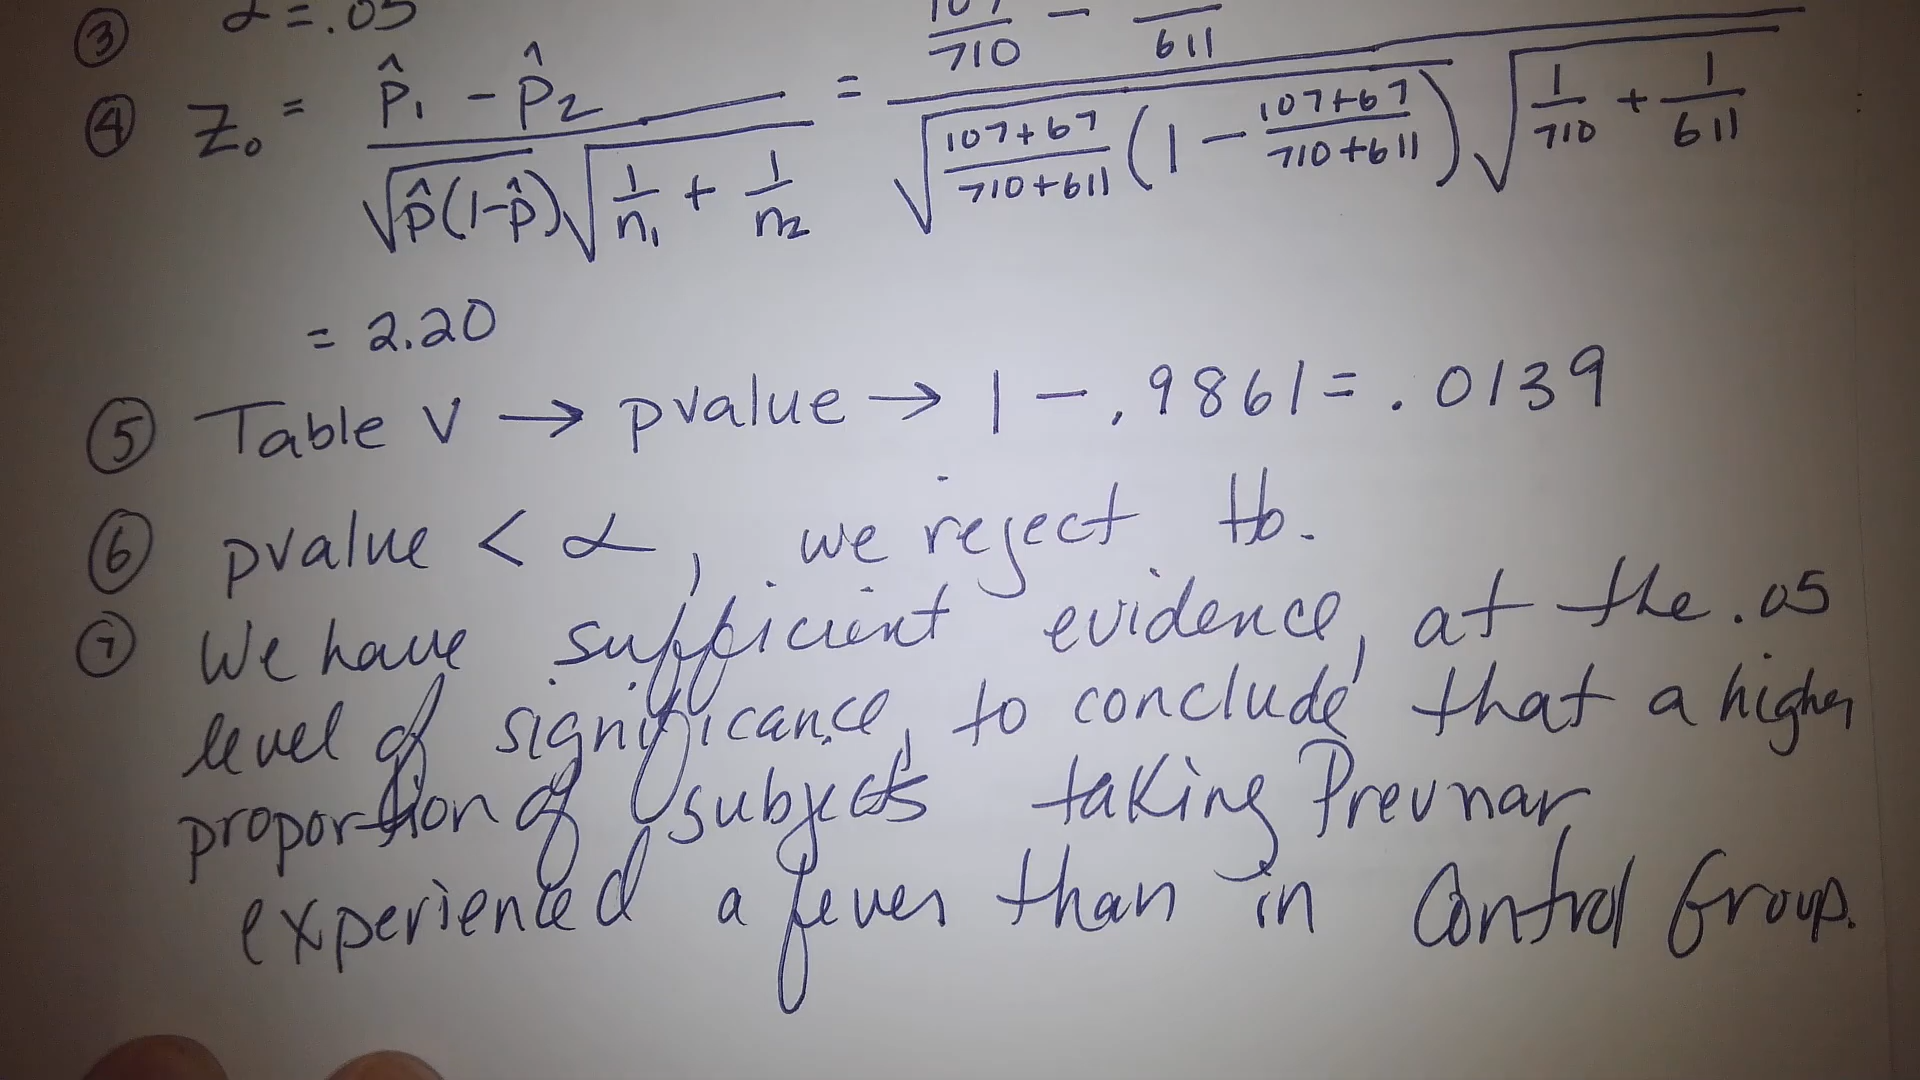 ③ α = .05
④ Z₀ = (p̂₁ - p̂₂) / (√(p̂(1-p̂)) √(1/n₁ + 1/n₂)) = (107/710 - /611) / (√((107+67)/(710+611) (1 - (107+67)/(710+611))) √(1/710 + 1/611))
= 2.20
⑤ Table V → pvalue → 1 - .9861 = .0139
⑥ pvalue < α, we reject Ho.
⑦ We have sufficient evidence, at the .05
level of significance, to conclude that a higher
proportion of subjects taking Prevnar
experienced a fever than in Control Group.